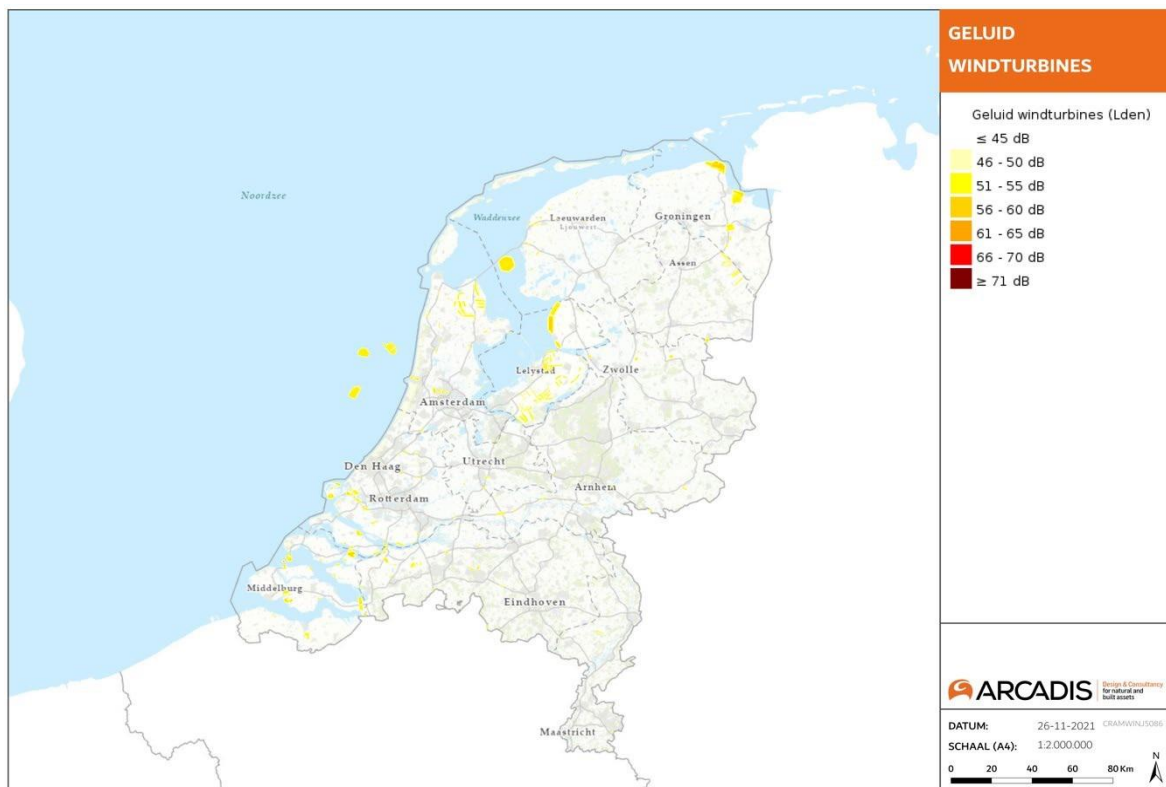 GELUID
WINDTURBINES
Geluid windturbines (Lden)
≤ 45 dB
46 - 50 dB
51 - 55 dB
56 - 60 dB
61 - 65 dB
66 - 70 dB
≥ 71 dB
Noordzee
Waddenzee
Leeuwarden
Ljouwert
Groningen
Assen
Lelystad
Zwolle
Amsterdam
Den Haag
Utrecht
Arnhem
Rotterdam
Middelburg
Eindhoven
Maastricht
ARCADIS
Design & Consultancy
for natural and
built assets
DATUM: 26-11-2021
SCHAAL (A4): 1:2.000.000
0 20 40 60 80 Km
N